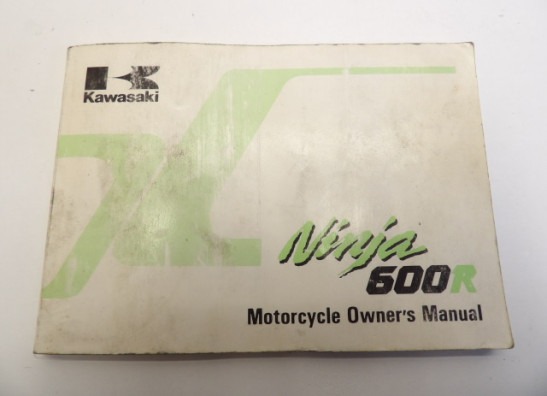 Kawasaki
Ninja
600R
Motorcycle Owner's Manual